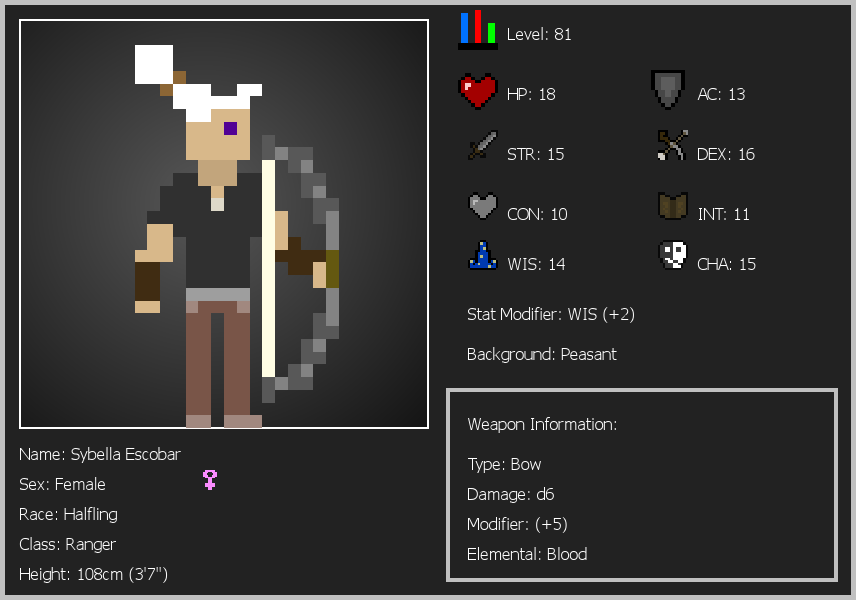 Level: 81
HP: 18
AC: 13
STR: 15
DEX: 16
CON: 10
INT: 11
WIS: 14
CHA: 15
Stat Modifier: WIS (+2)
Background: Peasant
Weapon Information:
Type: Bow
Damage: d6
Modifier: (+5)
Elemental: Blood
Name: Sybella Escobar
Sex: Female
Race: Halfling
Class: Ranger
Height: 108cm (3'7")